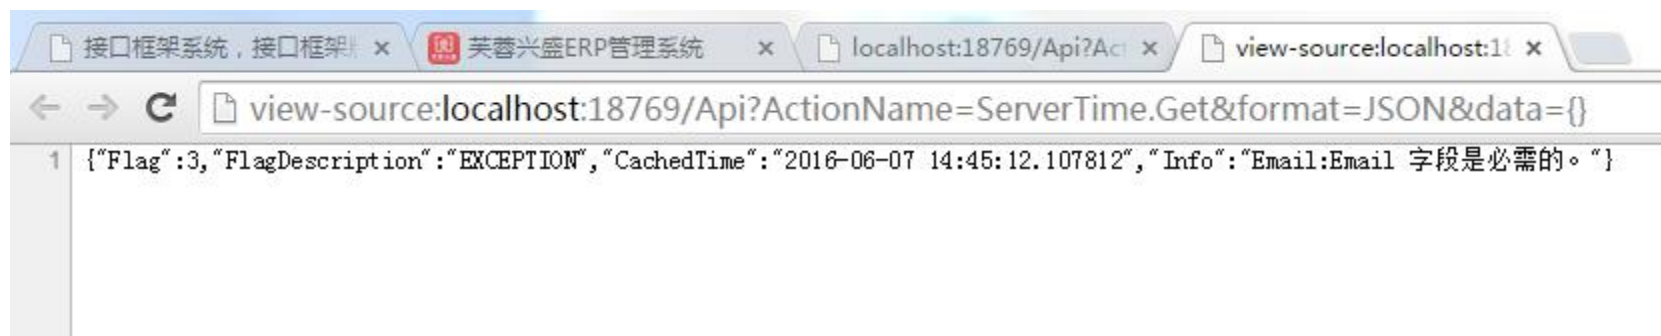 接口框架系统，接口框架
芙蓉兴盛ERP管理系统
localhost:18769/Api?Ac
view-source:localhost:18
view-source:localhost:18769/Api?ActionName=ServerTime.Get&format=JSON&data={}
1 {"Flag":3,"FlagDescription":"EXCEPTION","CachedTime":"2016-06-07 14:45:12.107812","Info":"Email:Email 字段是必需的。"}